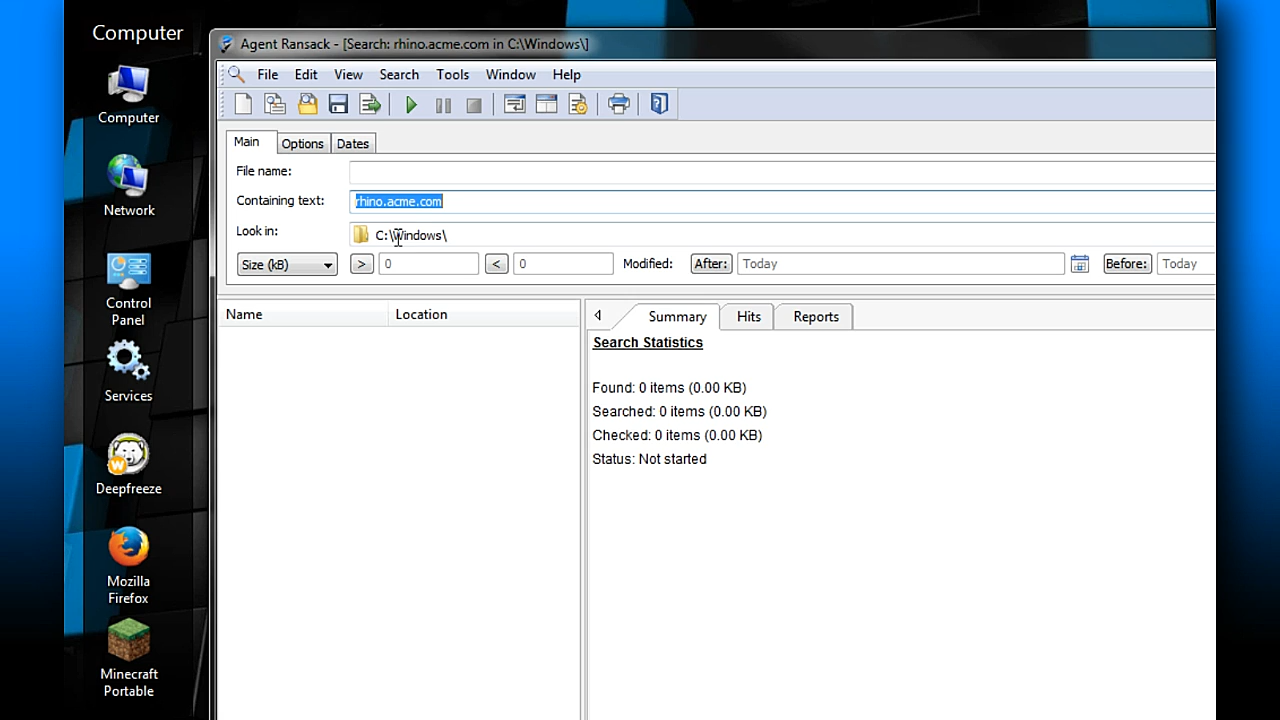 Computer
Computer
Network
Control
Panel
Services
Deepfreeze
Mozilla
Firefox
Minecraft
Portable
Agent Ransack - [Search: rhino.acme.com in C:\Windows\]
File Edit View Search Tools Window Help
Main Options Dates
File name:
Containing text: rhino.acme.com
Look in: C:\Windows\
Size (kB) > 0 < 0 Modified: After: Today Before: Today
Name Location
Summary Hits Reports
Search Statistics
Found: 0 items (0.00 KB)
Searched: 0 items (0.00 KB)
Checked: 0 items (0.00 KB)
Status: Not started